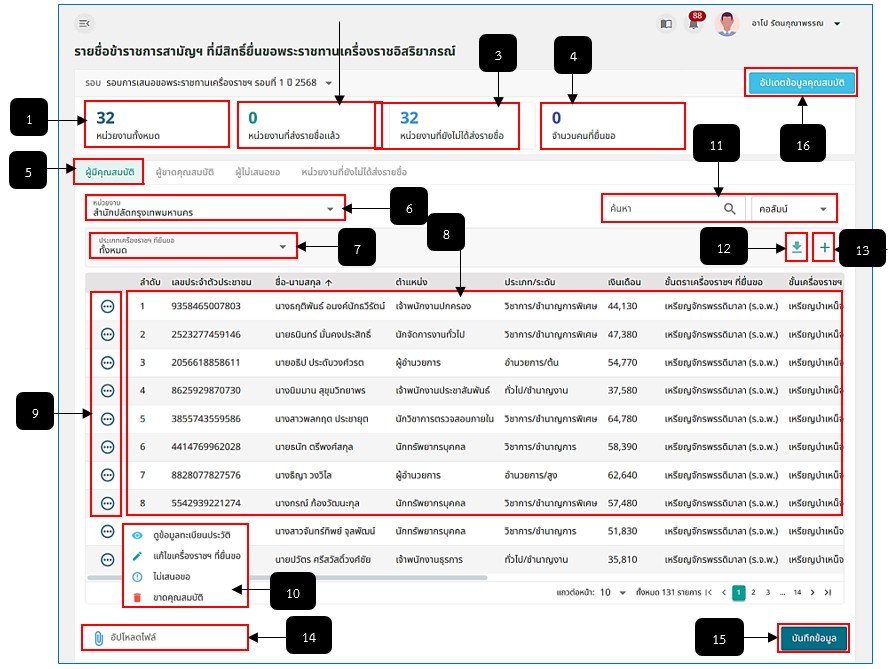 88
อาโป รัตนกุณาพรรณ
รายชื่อข้าราชการสามัญฯ ที่มีสิทธิ์ยื่นขอพระราชทานเครื่องราชอิสริยาภรณ์
3
4
รอบ รอบการเสนอขอพระราชทานเครื่องราชฯ รอบที่ 1 ปี 2568
อัปเดตข้อมูลคุณสมบัติ
1
32
หน่วยงานทั้งหมด
0
หน่วยงานที่ส่งรายชื่อแล้ว
32
หน่วยงานที่ยังไม่ได้ส่งรายชื่อ
0
จำนวนคนที่ยื่นขอ
11
16
5
ผู้มีคุณสมบัติ
ผู้ขาดคุณสมบัติ
ผู้ไม่เสนอขอ
หน่วยงานที่ยังไม่ได้ส่งรายชื่อ
หน่วยงาน
สำนักปลัดกรุงเทพมหานคร
6
ค้นหา
คอลัมน์
8
ประเภทเครื่องราชฯ ที่ยื่นขอ
ทั้งหมด
7
12
13
ลำดับ เลขประจำตัวประชาชน ชื่อ-นามสกุล ตำแหน่ง ประเภท/ระดับ เงินเดือน ชั้นตราเครื่องราชฯ ที่ยื่นขอ ชั้นเครื่องราชฯ
1 9358465007803 นางธฤติพันธ์ อนงค์นักธวีรัตน์ เจ้าพนักงานปกครอง วิชาการ/ชำนาญการพิเศษ 44,130 เหรียญจักรพรรดิมาลา (ร.จ.พ.) เหรียญบำเหน็จ
2 2523277459146 นายธนินทร์ มั่นคงประสิทธิ์ นักจัดการงานทั่วไป วิชาการ/ชำนาญการพิเศษ 47,380 เหรียญจักรพรรดิมาลา (ร.จ.พ.) เหรียญบำเหน็จ
3 2056618858611 นายอธิป ประดับวงศ์วรต ผู้อำนวยการ อำนวยการ/ต้น 54,770 เหรียญจักรพรรดิมาลา (ร.จ.พ.) เหรียญบำเหน็จ
4 8625929870730 นางนิมมาน สุขุมวิทยาพร เจ้าพนักงานประชาสัมพันธ์ ทั่วไป/ชำนาญงาน 37,580 เหรียญจักรพรรดิมาลา (ร.จ.พ.) เหรียญบำเหน็จ
9
5 3855743559586 นางสาวพลกฤต ประชายุต นักวิชาการตรวจสอบภายใน วิชาการ/ชำนาญการพิเศษ 64,780 เหรียญจักรพรรดิมาลา (ร.จ.พ.) เหรียญบำเหน็จ
6 4414769962028 นายธนัท ตรีพงศ์สกุล นักทรัพยากรบุคคล วิชาการ/ชำนาญการ 58,390 เหรียญจักรพรรดิมาลา (ร.จ.พ.) เหรียญบำเหน็จ
7 8828077827576 นางธิญา วงวิไล ผู้อำนวยการ อำนวยการ/สูง 62,640 เหรียญจักรพรรดิมาลา (ร.จ.พ.) เหรียญบำเหน็จ
8 5542939221274 นางกรณ์ ก้องวัฒนะกุล นักทรัพยากรบุคคล วิชาการ/ชำนาญการพิเศษ 57,480 เหรียญจักรพรรดิมาลา (ร.จ.พ.) เหรียญบำเหน็จ
นางสาวจันทร์ทิพย์ จุลพัฒน์ นักทรัพยากรบุคคล วิชาการ/ชำนาญการ 51,830 เหรียญจักรพรรดิมาลา (ร.จ.พ.) เหรียญบำเหน็จ
นายปวัตร ศรีสวัสดิ์วงศ์ชัย เจ้าพนักงานธุรการ ทั่วไป/ชำนาญงาน 35,810 เหรียญจักรพรรดิมาลา (ร.จ.พ.) เหรียญบำเหน็จ
ดูข้อมูลทะเบียนประวัติ
แก้ไขเครื่องราชฯ ที่ยื่นขอ
ไม่เสนอขอ
ขาดคุณสมบัติ
10
แถวต่อหน้า: 10 ทั้งหมด 131 รายการ 1 2 3 ... 14
อัปโหลดไฟล์
14
15
บันทึกข้อมูล